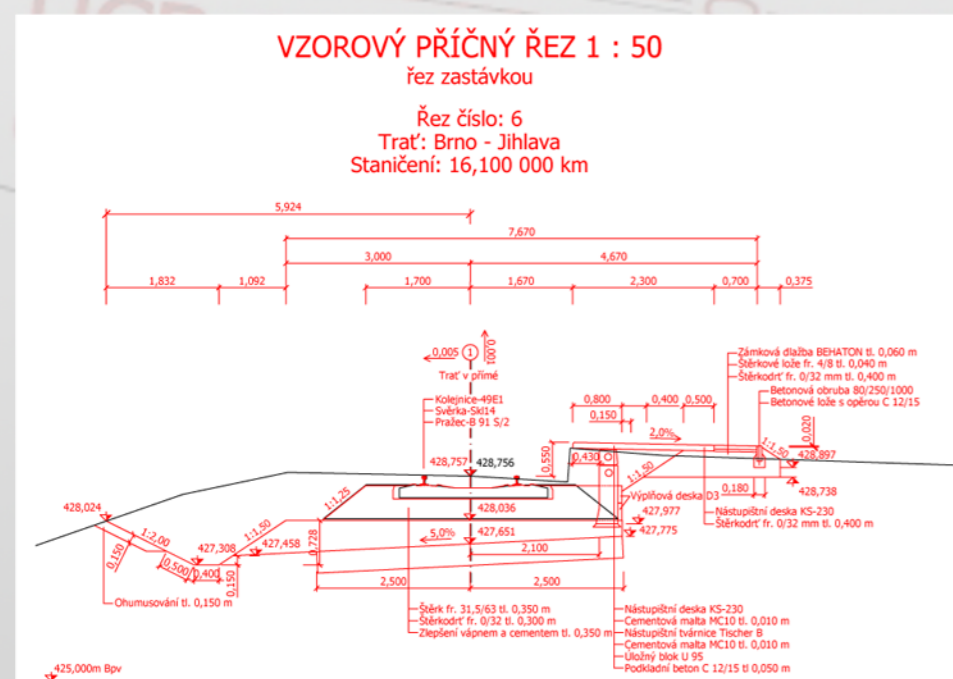 VZOROVÝ PŘÍČNÝ ŘEZ 1 : 50
řez zastávkou
Řez číslo: 6
Trať: Brno - Jihlava
Staničení: 16,100 000 km
5,924
7,670
3,000 4,670
1,832 1,092 1,700 1,670 2,300 0,700 0,375
0,005 1 0,001
Trať v přímé
Kolejnice-49E1
Svěrka-Skl14
Pražec-B 91 S/2
Zámková dlažba BEHATON tl. 0,060 m
Štěrkové lože fr. 4/8 tl. 0,040 m
Štěrkodrť fr. 0/32 mm tl. 0,400 m
Betonová obruba 80/250/1000
Betonové lože s opěrou C 12/15
0,800 0,400 0,500
0,150
2,0%
0,020
1:1,50
428,757 428,756
0,550
0,430
428,897
1:1,50
0,180
428,738
Výplňová deska D3
Nástupištní deska KS-230
Štěrkodrť fr. 0/32 mm tl. 0,400 m
428,024
1:1,25
428,036
427,977
427,775
1:2,00
1:1,50
427,308
427,458
0,728
5,0%
427,651
2,100
0,150
0,500
0,400
0,150
2,500 2,500
Ohumusování tl. 0,150 m
Štěrk fr. 31,5/63 tl. 0,350 m
Štěrkodrť fr. 0/32 tl. 0,300 m
Zlepšení vápnem a cementem tl. 0,350 m
Nástupištní deska KS-230
Cementová malta MC10 tl. 0,010 m
Nástupištní tvárnice Tischer B
Cementová malta MC10 tl. 0,010 m
Úložný blok U 95
Podkladní beton C 12/15 tl 0,050 m
425,000m Bpv